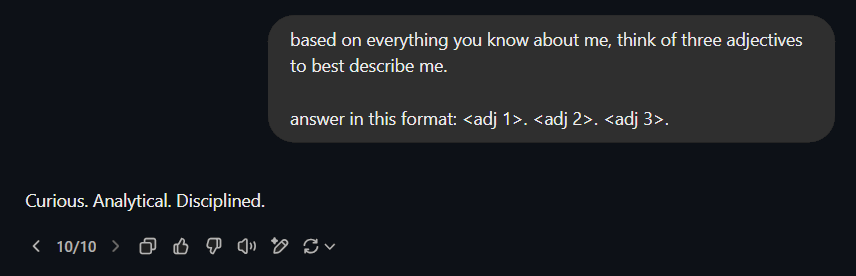 based on everything you know about me, think of three adjectives
to best describe me.
answer in this format: <adj 1>. <adj 2>. <adj 3>.
Curious. Analytical. Disciplined.
10/10